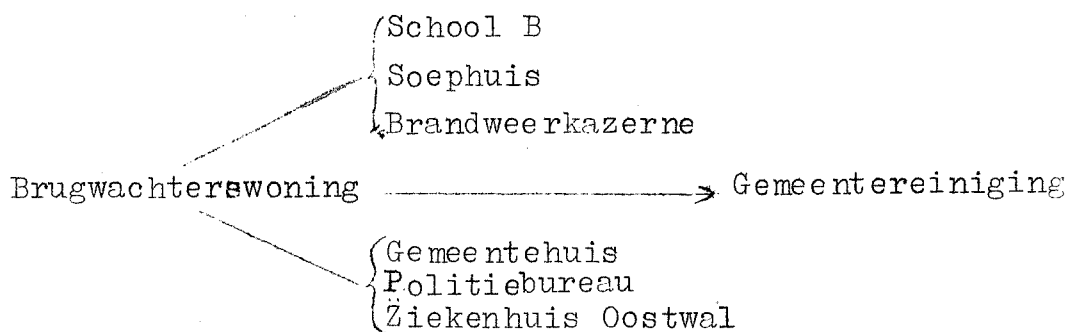 School B
Soephuis
Brandweerkazerne
Brugwachterswoning
Gemeentereiniging
Gemeentehuis
Politiebureau
Ziekenhuis Oostwal